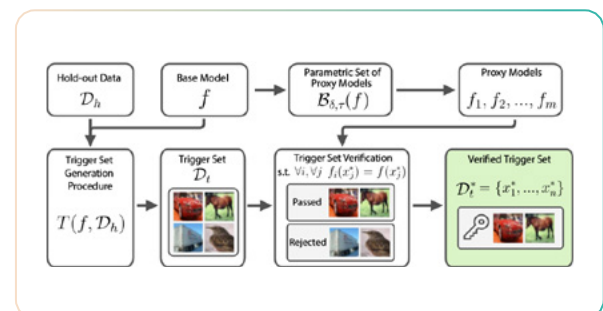 Hold-out Data
𝒟ₕ
Base Model
f
Parametric Set of
Proxy Models
ℬ_{δ,τ}(f)
Proxy Models
f₁, f₂, ..., fₘ
Trigger Set
Generation
Procedure
T(f, 𝒟ₕ)
Trigger Set
𝒟ₜ
Trigger Set Verification
s.t. ∀i, ∀j fᵢ(xⱼ*) = f(xⱼ*)
Passed
Rejected
Verified Trigger Set
𝒟ₜ* = {x₁*, ..., xₙ*}